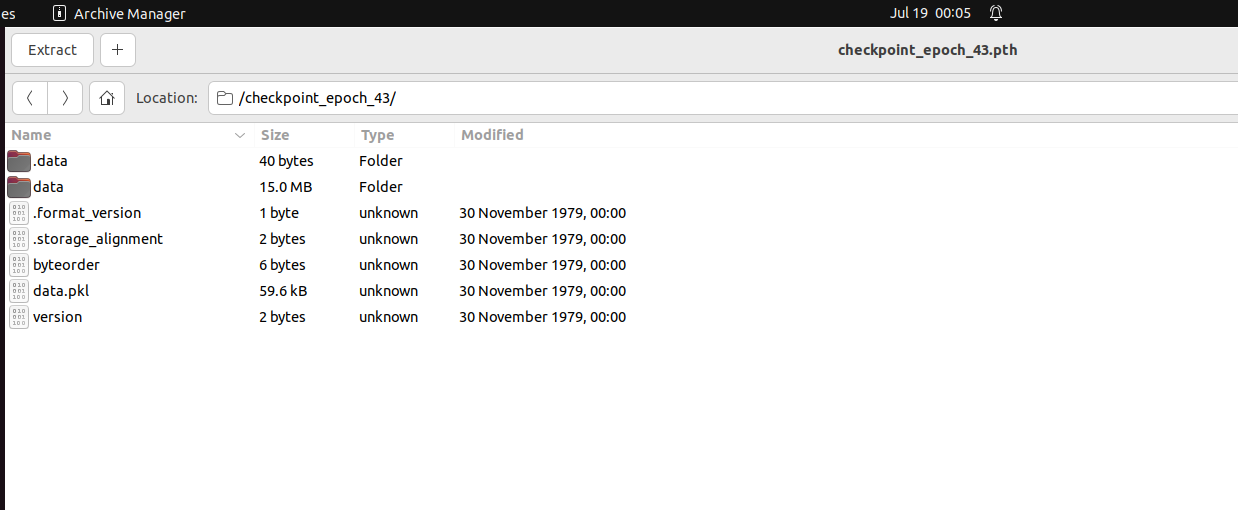 es Archive Manager Jul 19 00:05
Extract + checkpoint_epoch_43.pth
Location: /checkpoint_epoch_43/
Name Size Type Modified
.data 40 bytes Folder
data 15.0 MB Folder
.format_version 1 byte unknown 30 November 1979, 00:00
.storage_alignment 2 bytes unknown 30 November 1979, 00:00
byteorder 6 bytes unknown 30 November 1979, 00:00
data.pkl 59.6 kB unknown 30 November 1979, 00:00
version 2 bytes unknown 30 November 1979, 00:00